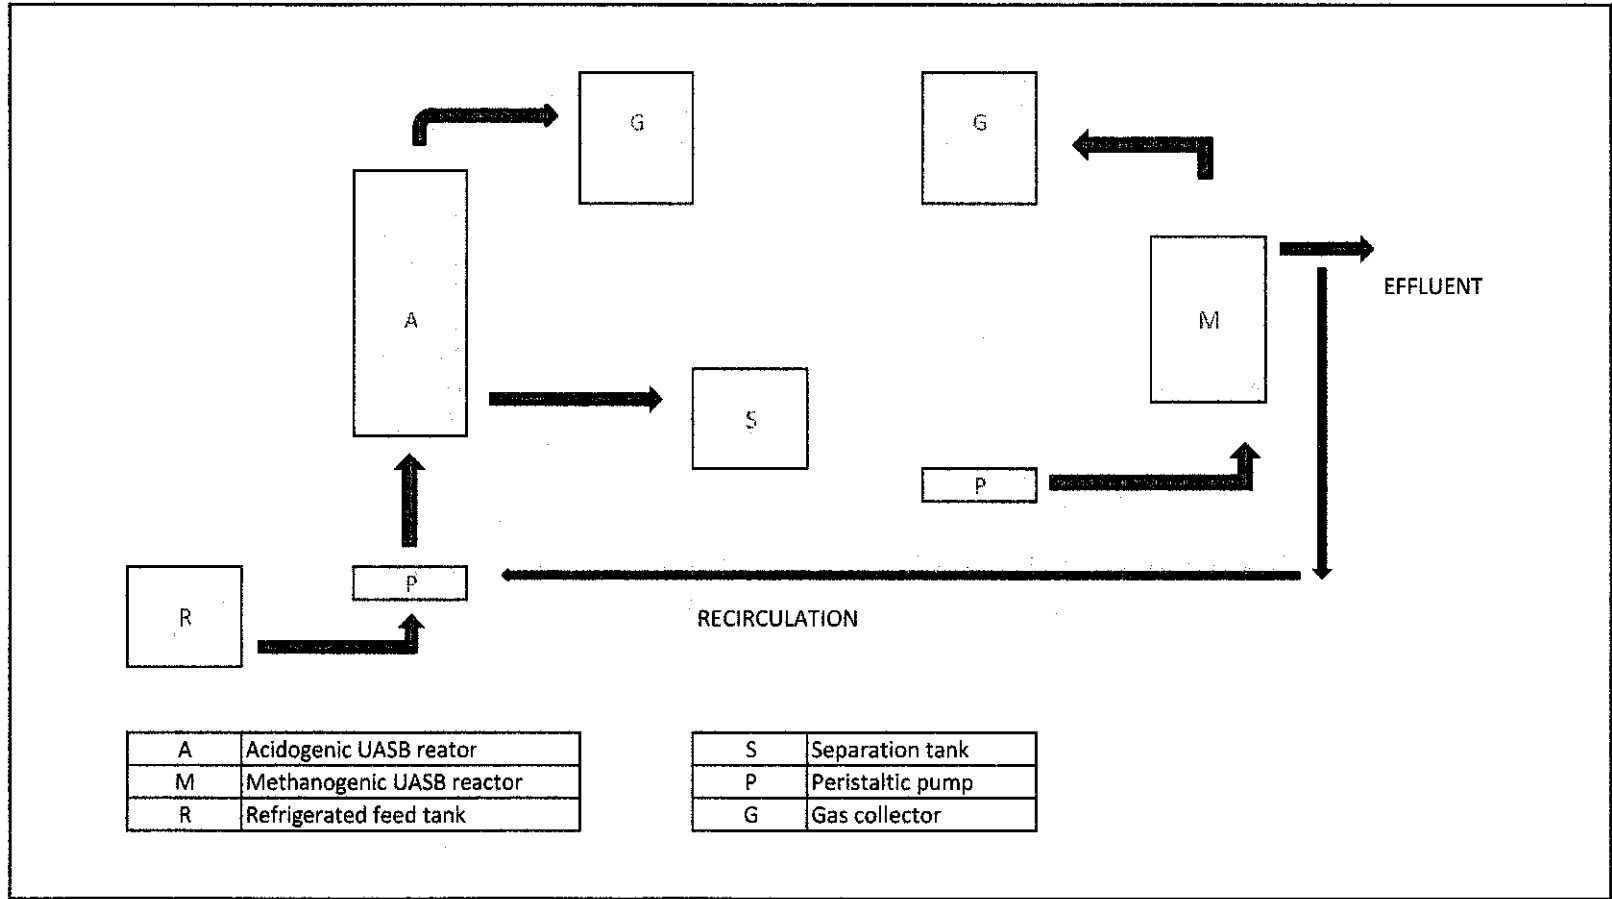 G
G
A
M
EFFLUENT
S
P
P
R
RECIRCULATION
A Acidogenic UASB reator
M Methanogenic UASB reactor
R Refrigerated feed tank
S Separation tank
P Peristaltic pump
G Gas collector